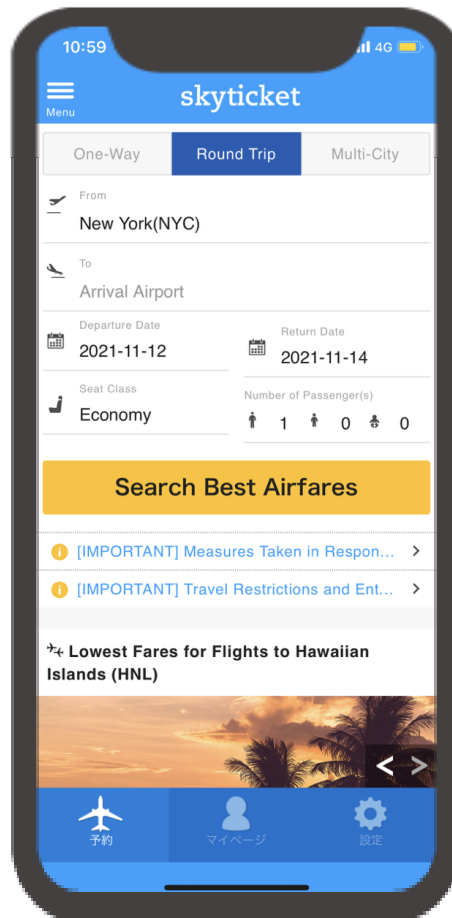 10:59
4G
Menu
skyticket
One-Way Round Trip Multi-City
From
New York(NYC)
To
Arrival Airport
Departure Date
2021-11-12
Return Date
2021-11-14
Seat Class
Economy
Number of Passenger(s)
1 0 0
Search Best Airfares
[IMPORTANT] Measures Taken in Respon...
[IMPORTANT] Travel Restrictions and Ent...
Lowest Fares for Flights to Hawaiian
Islands (HNL)
予約 マイページ 設定